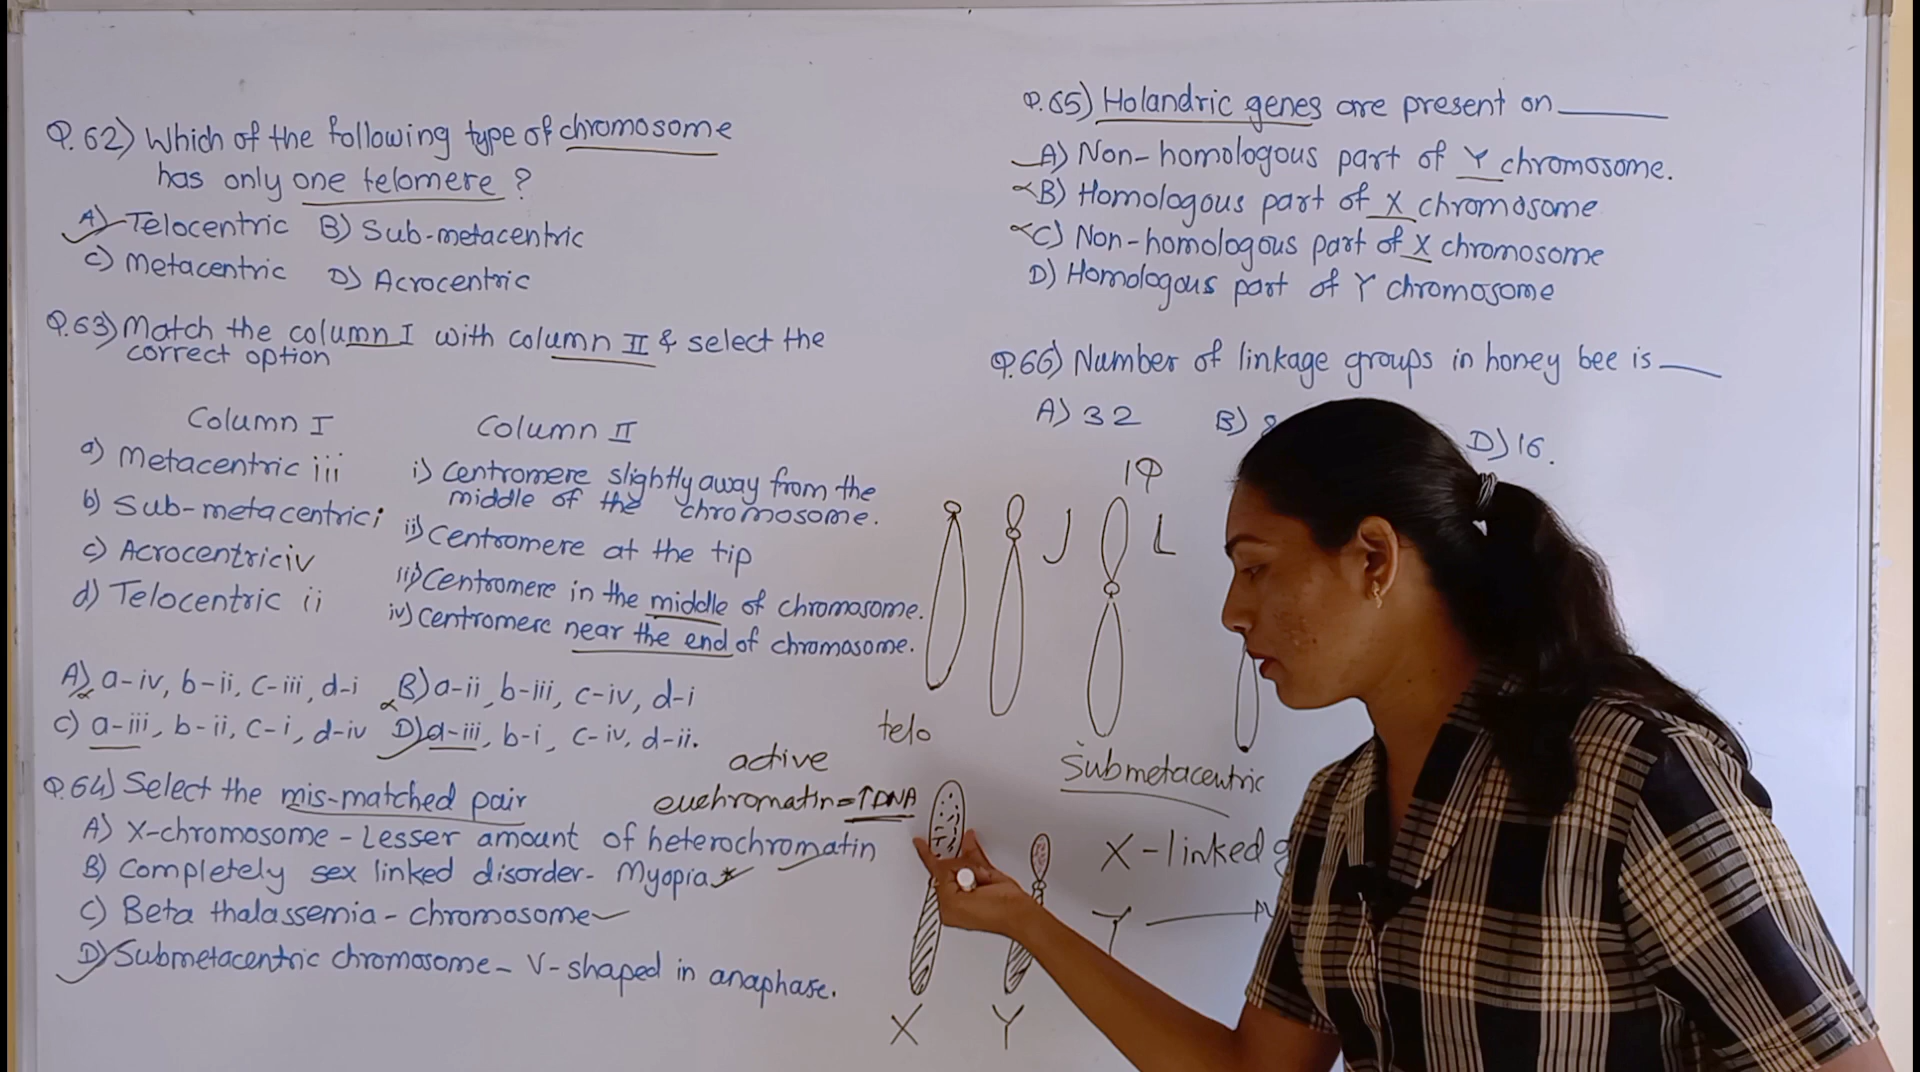 Q.62) Which of the following type of chromosome
has only one telomere ?
A) Telocentric B) Sub-metacentric
C) Metacentric D) Acrocentric
Q.63) Match the column I with column II & select the
correct option
Column I Column II
a) Metacentric iii
b) Sub-metacentric i
c) Acrocentric iv
d) Telocentric ii
i) Centromere slightly away from the
middle of the chromosome.
ii) Centromere at the tip
iii) Centromere in the middle of chromosome.
iv) Centromere near the end of chromosome.
A) a-iv, b-ii, c-iii, d-i B) a-ii, b-iii, c-iv, d-i
C) a-iii, b-ii, c-i, d-iv D) a-iii, b-i, c-iv, d-ii.
Q.64) Select the mis-matched pair
A) X-chromosome - Lesser amount of heterochromatin
B) Completely sex linked disorder - Myopia
C) Beta thalassemia - chromosome
D) Submetacentric chromosome - V-shaped in anaphase.
active
euchromatin = ↑DNA
telo
X Y
Q.65) Holandric genes are present on
A) Non-homologous part of Y chromosome.
B) Homologous part of X chromosome
C) Non-homologous part of X chromosome
D) Homologous part of Y chromosome
Q.66) Number of linkage groups in honey bee is
A) 32 B) D) 16.
J L
Submetacentric
X-linked
Y